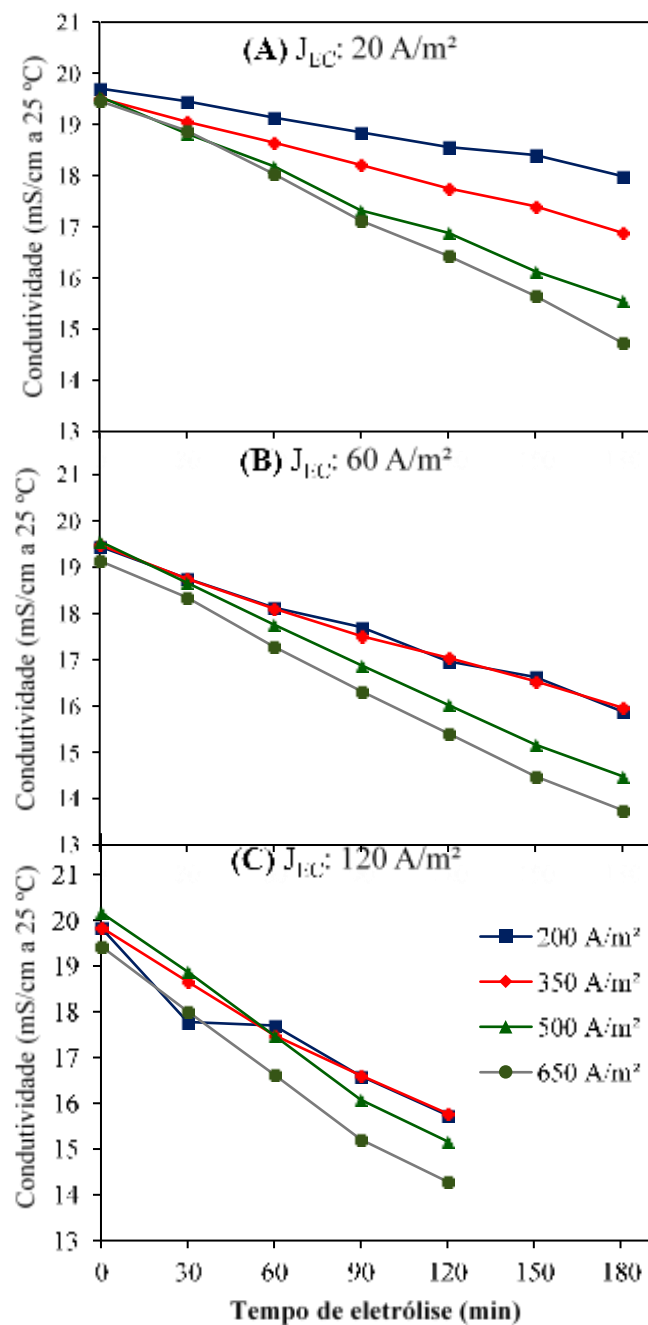 (A) J_EC: 20 A/m²
Condutividade (mS/cm a 25 ºC)
21
20
19
18
17
16
15
14
13
(B) J_EC: 60 A/m²
Condutividade (mS/cm a 25 ºC)
21
20
19
18
17
16
15
14
13
(C) J_EC: 120 A/m²
Condutividade (mS/cm a 25 ºC)
21
20
19
18
17
16
15
14
13
200 A/m²
350 A/m²
500 A/m²
650 A/m²
0 30 60 90 120 150 180
Tempo de eletrólise (min)